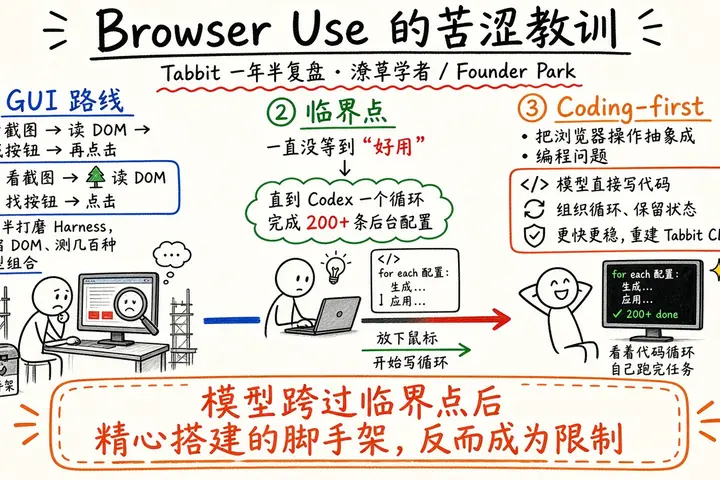 Browser Use 的苦涩教训
Tabbit 一年半复盘 · 潦草学者 / Founder Park
GUI 路线
截图 → 读 DOM →
按钮 → 再点击
看截图 → 读 DOM
找按钮 → 点击
半打磨 Harness,
DOM、测几百种
型组合
手架
② 临界点
一直没等到“好用”
直到 Codex 一个循环
完成 200+ 条后台配置
</>
for each 配置:
生成...
] 应用...
放下鼠标
开始写循环
③ Coding-first
• 把浏览器操作抽象成
• 编程问题
</> 模型直接写代码
组织循环、保留状态
更快更稳, 重建 Tabbit C
for each 配置:
生成...
应用...
✓ 200+ done
看着代码循环
自己跑完任务
模型跨过临界点后
精心搭建的脚手架, 反而成为限制